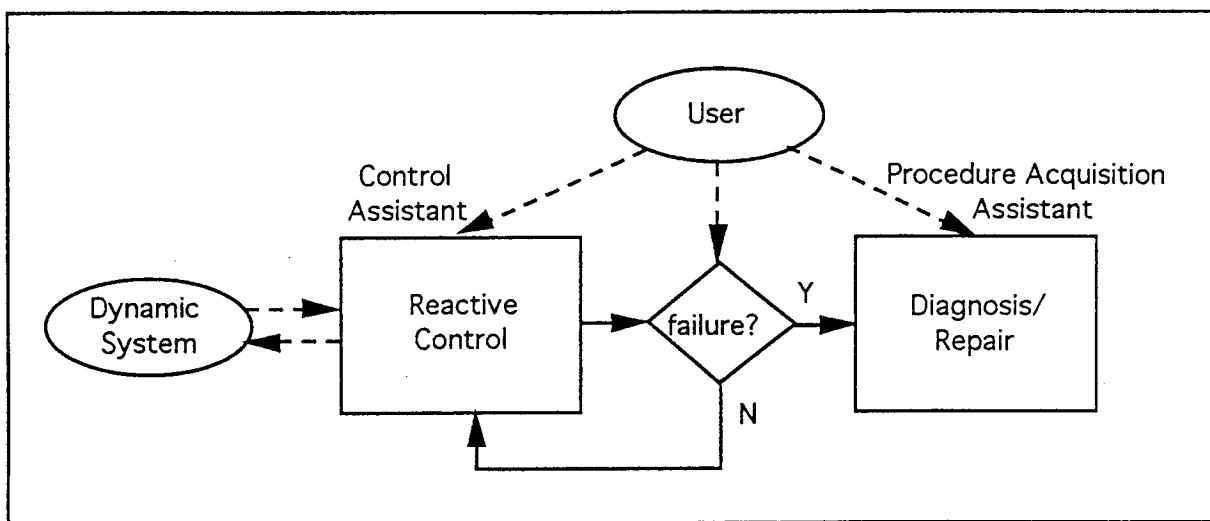 User
Control
Assistant
Procedure Acquisition
Assistant
Dynamic
System
Reactive
Control
failure?
Y
N
Diagnosis/
Repair